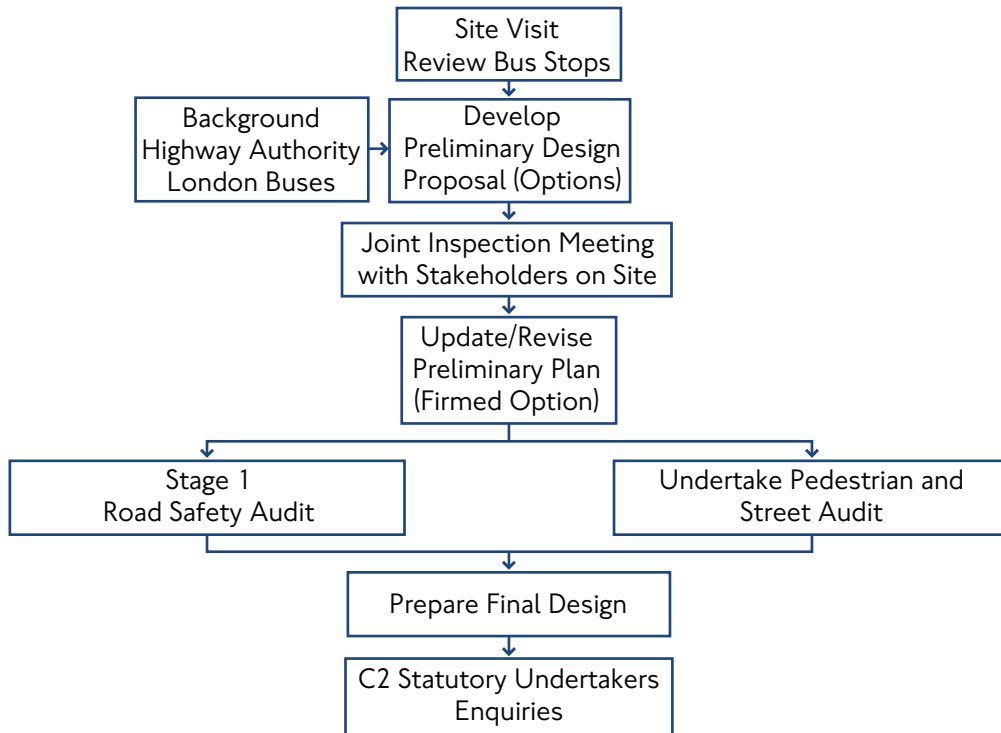 Site Visit
Review Bus Stops
Background
Highway Authority
London Buses
Develop
Preliminary Design
Proposal (Options)
Joint Inspection Meeting
with Stakeholders on Site
Update/Revise
Preliminary Plan
(Firmed Option)
Stage 1
Road Safety Audit
Undertake Pedestrian and
Street Audit
Prepare Final Design
C2 Statutory Undertakers
Enquiries